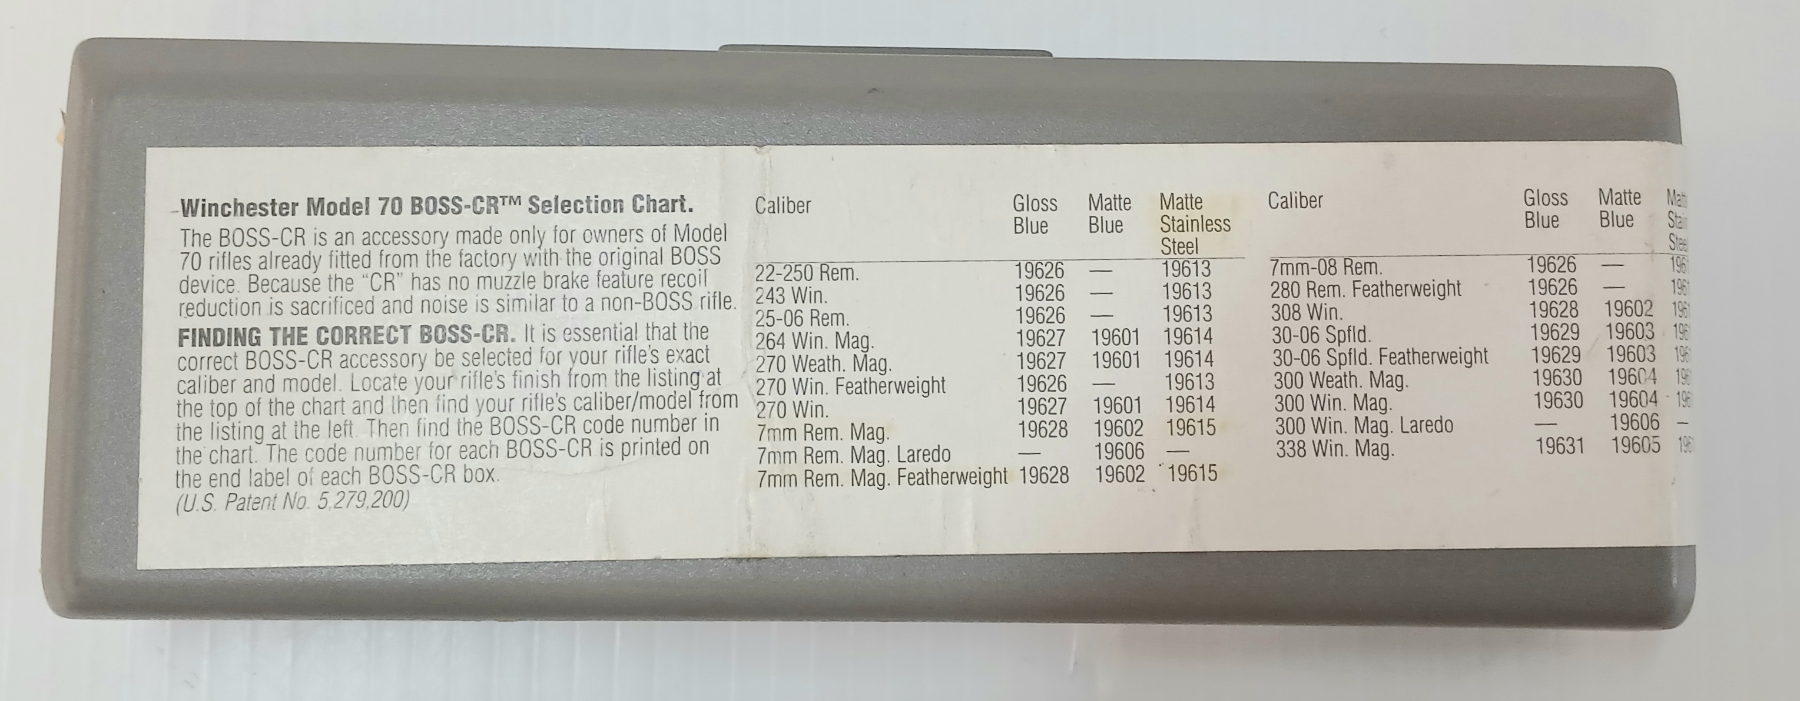 Winchester Model 70 BOSS-CR™ Selection Chart.
The BOSS-CR is an accessory made only for owners of Model
70 rifles already fitted from the factory with the original BOSS
device. Because the "CR" has no muzzle brake feature recoil
reduction is sacrificed and noise is similar to a non-BOSS rifle.
FINDING THE CORRECT BOSS-CR. It is essential that the
correct BOSS-CR accessory be selected for your rifle's exact
caliber and model. Locate your rifle's finish from the listing at
the top of the chart and then find your rifle's caliber/model from
the listing at the left. Then find the BOSS-CR code number in
the chart. The code number for each BOSS-CR is printed on
the end label of each BOSS-CR box.
(U.S. Patent No. 5,279,200)
Caliber Gloss Matte Matte
Blue Blue Stainless
Steel
22-250 Rem. 19626 — 19613
243 Win. 19626 — 19613
25-06 Rem. 19626 — 19613
264 Win. Mag. 19627 19601 19614
270 Weath. Mag. 19627 19601 19614
270 Win. Featherweight 19626 — 19613
270 Win. 19627 19601 19614
7mm Rem. Mag. 19628 19602 19615
7mm Rem. Mag. Laredo — 19606 —
7mm Rem. Mag. Featherweight 19628 19602 19615
Caliber Gloss Matte
Blue Blue
7mm-08 Rem. 19626 —
280 Rem. Featherweight 19626 —
308 Win. 19628 19602
30-06 Spfld. 19629 19603
30-06 Spfld. Featherweight 19629 19603
300 Weath. Mag. 19630 19604
300 Win. Mag. 19630 19604
300 Win. Mag. Laredo — 19606 —
338 Win. Mag. 19631 19605